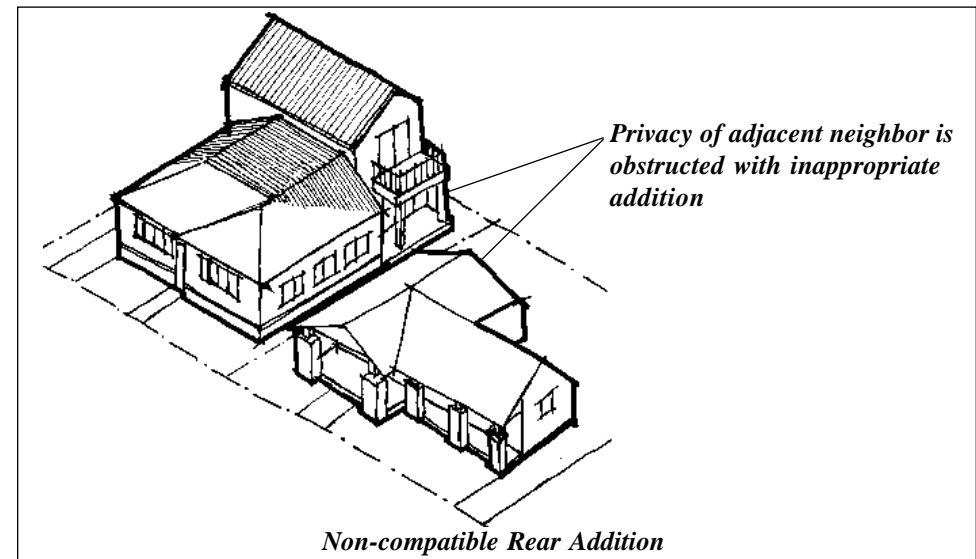 Privacy of adjacent neighbor is
obstructed with inappropriate
addition
Non-compatible Rear Addition